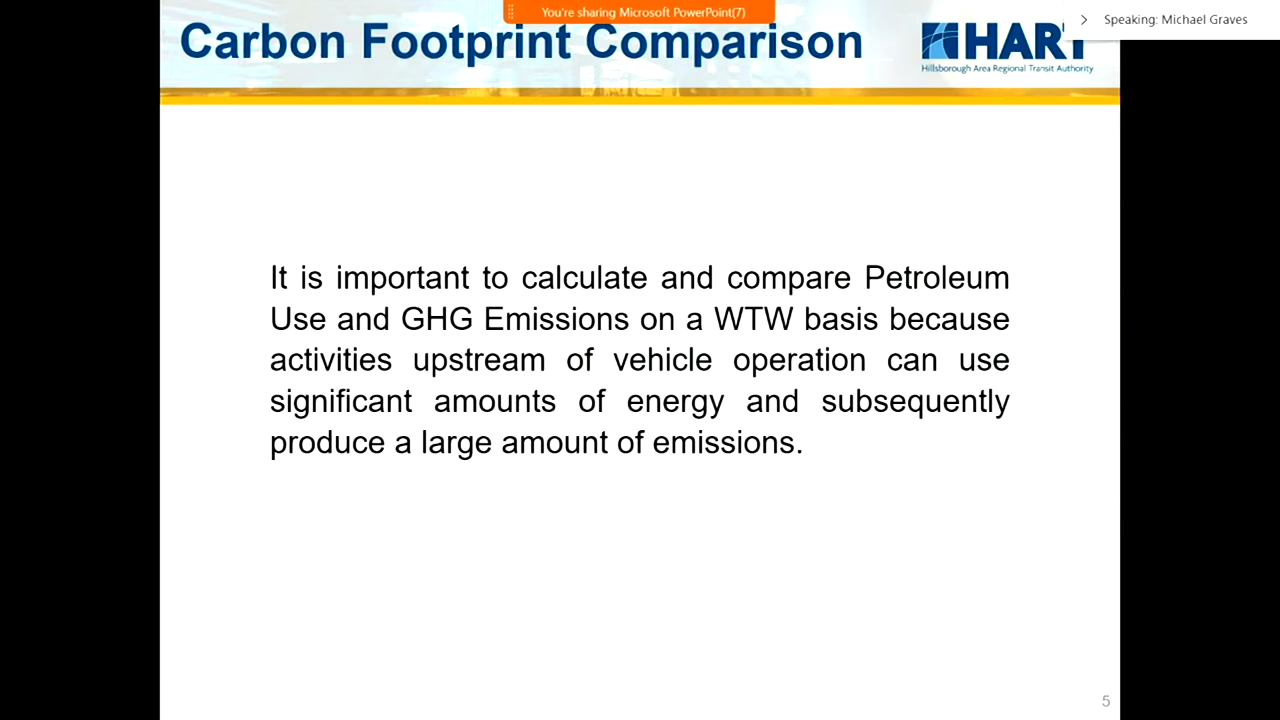 You're sharing Microsoft PowerPoint(7)
Speaking: Michael Graves
Carbon Footprint Comparison
HART
Hillsborough Area Regional Transit Authority
It is important to calculate and compare Petroleum
Use and GHG Emissions on a WTW basis because
activities upstream of vehicle operation can use
significant amounts of energy and subsequently
produce a large amount of emissions.
5